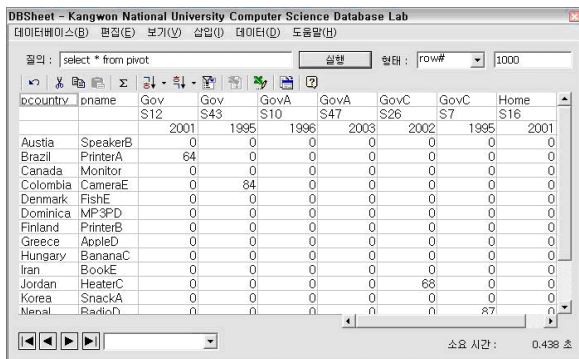 DBSheet - Kangwon National University Computer Science Database Lab
데이터베이스(B) 편집(E) 보기(V) 삽입(I) 데이터(D) 도움말(H)
질의 : select * from pivot 실행 형태 : row# 1000
pcountry pname Gov Gov GovA GovA GovC GovC Home
S12 S43 S10 S47 S26 S7 S16
2001 1995 1996 2003 2002 1995 2001
Austia SpeakerB 0 0 0 0 0 0 0
Brazil PrinterA 64 0 0 0 0 0 0
Canada Monitor 0 0 0 0 0 0 0
Colombia CameraE 0 84 0 0 0 0 0
Denmark FishE 0 0 0 0 0 0 0
Dominica MP3PD 0 0 0 0 0 0 0
Finland PrinterB 0 0 0 0 0 0 0
Greece AppleD 0 0 0 0 0 0 0
Hungary BananaC 0 0 0 0 0 0 0
Iran BookE 0 0 0 0 0 0 0
Jordan HeaterC 0 0 0 0 68 0 0
Korea SnackA 0 0 0 0 0 0 0
Nepal RadioD 0 0 0 0 0 87 0
소요 시간 : 0.438 초